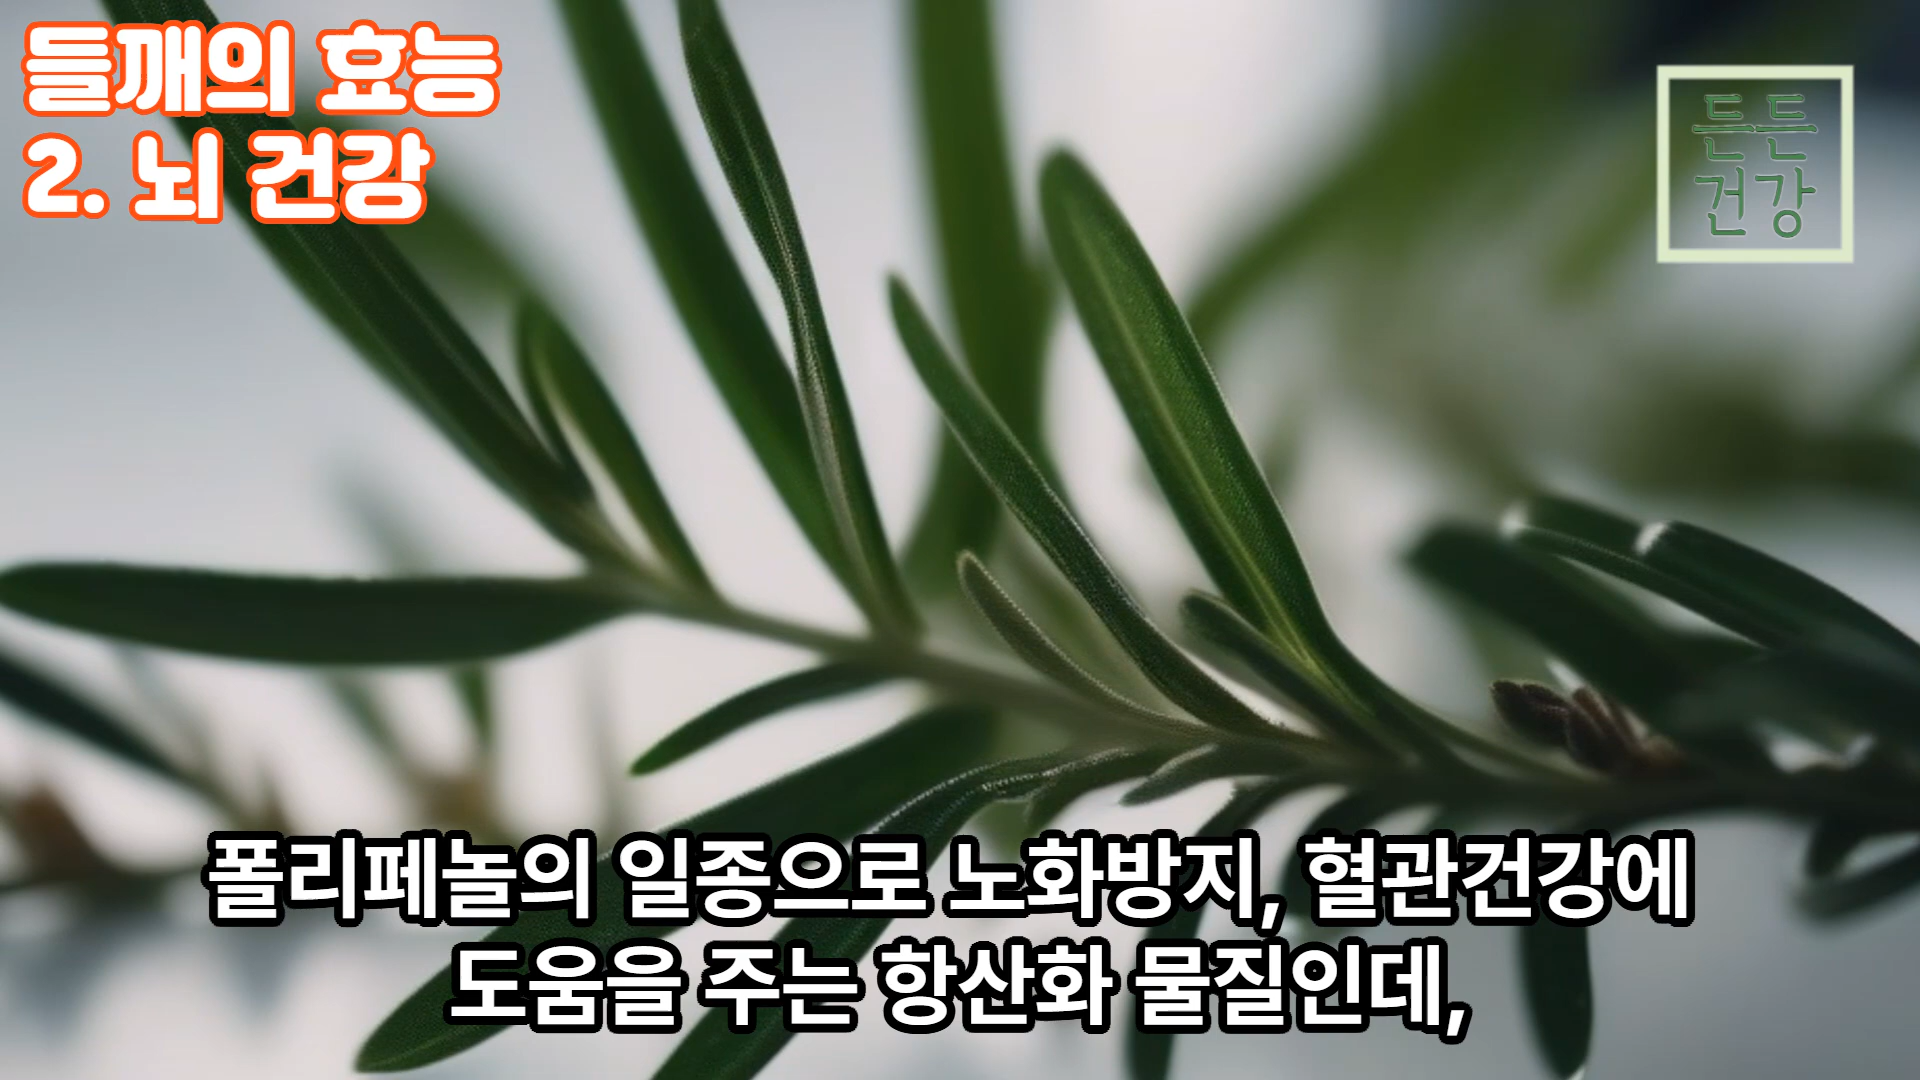 들깨의 효능
2. 뇌 건강
든든
건강
폴리페놀의 일종으로 노화방지, 혈관건강에
도움을 주는 항산화 물질인데,